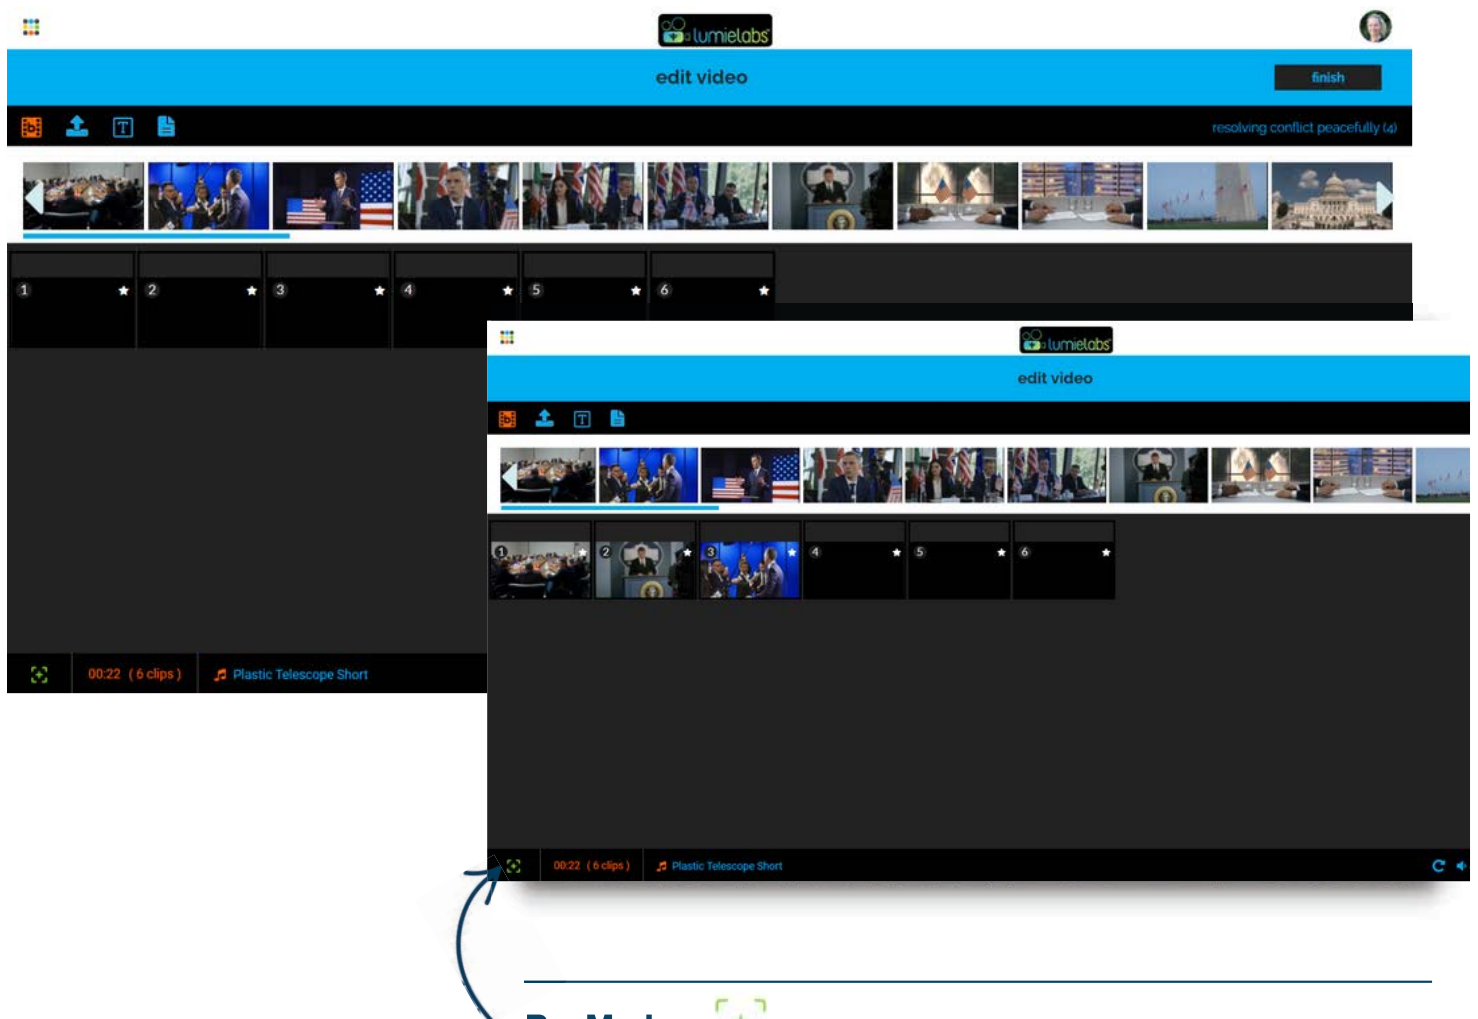 lumielabs
edit video
finish
T
resolving conflict peacefully (4)
1 2 3 4 5 6
00:22 ( 6 clips )
Plastic Telescope Short
lumielabs
edit video
T
1 2 3 4 5 6
00:22 ( 6 clips )
Plastic Telescope Short